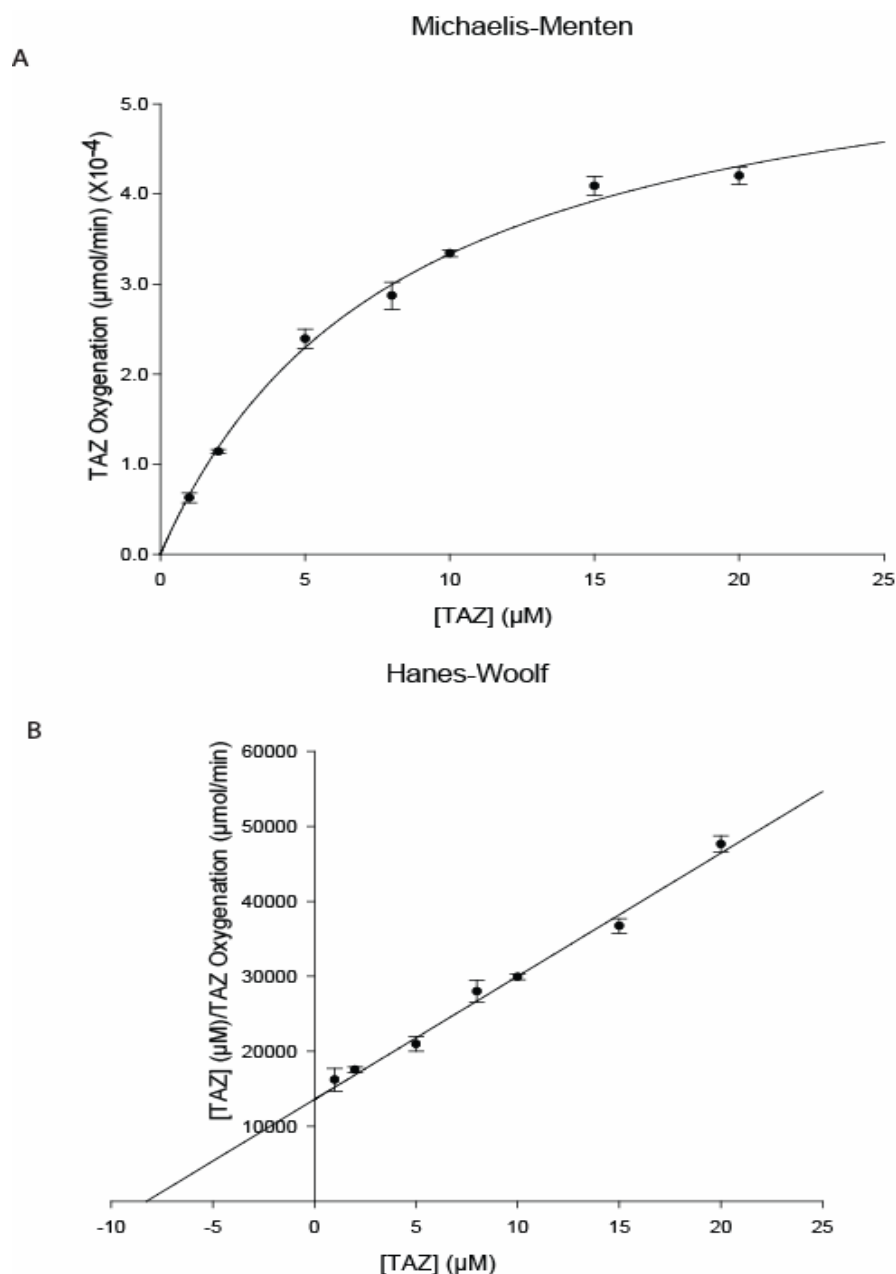 Michaelis-Menten
A
TAZ Oxygenation (µmol/min) (X10-4)
5.0
4.0
3.0
2.0
1.0
0.0
0 5 10 15 20 25
[TAZ] (µM)
Hanes-Woolf
B
[TAZ] (µM)/TAZ Oxygenation (µmol/min)
60000
50000
40000
30000
20000
10000
-10 -5 0 5 10 15 20 25
[TAZ] (µM)